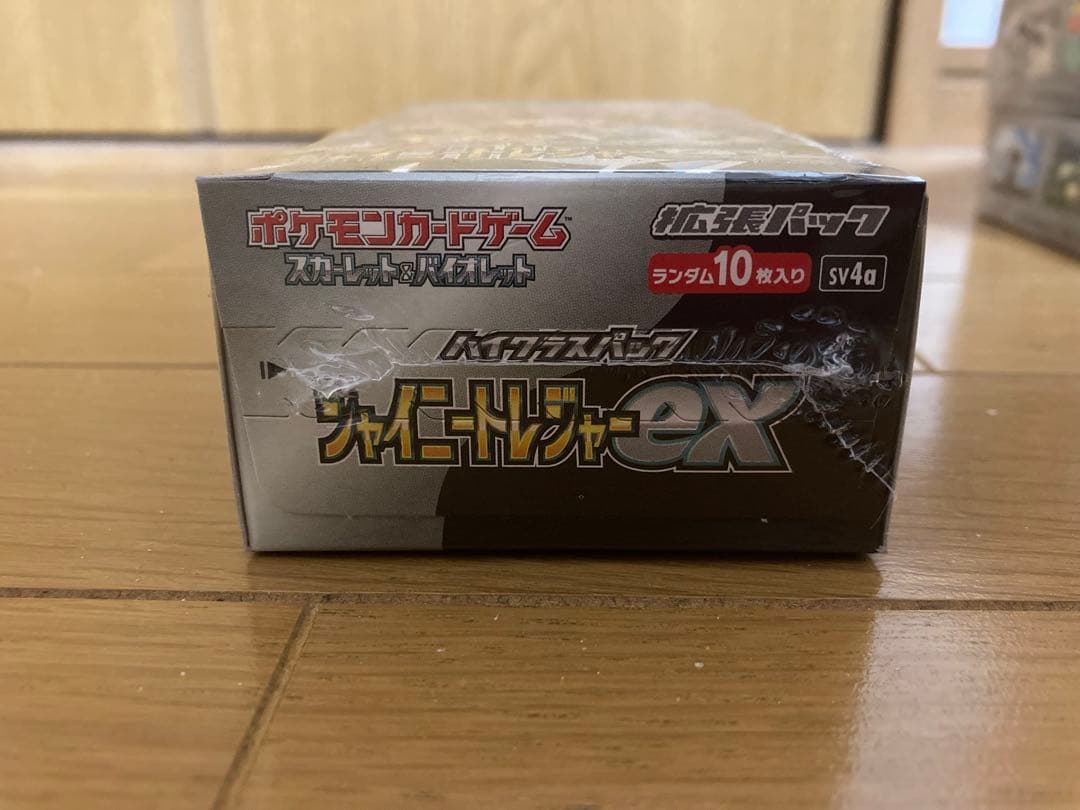 ポケモンカードゲーム™
スカーレット&バイオレット
拡張パック
ランダム10枚入り
SV4a
ハイクラスパック
シャイニートレジャーex